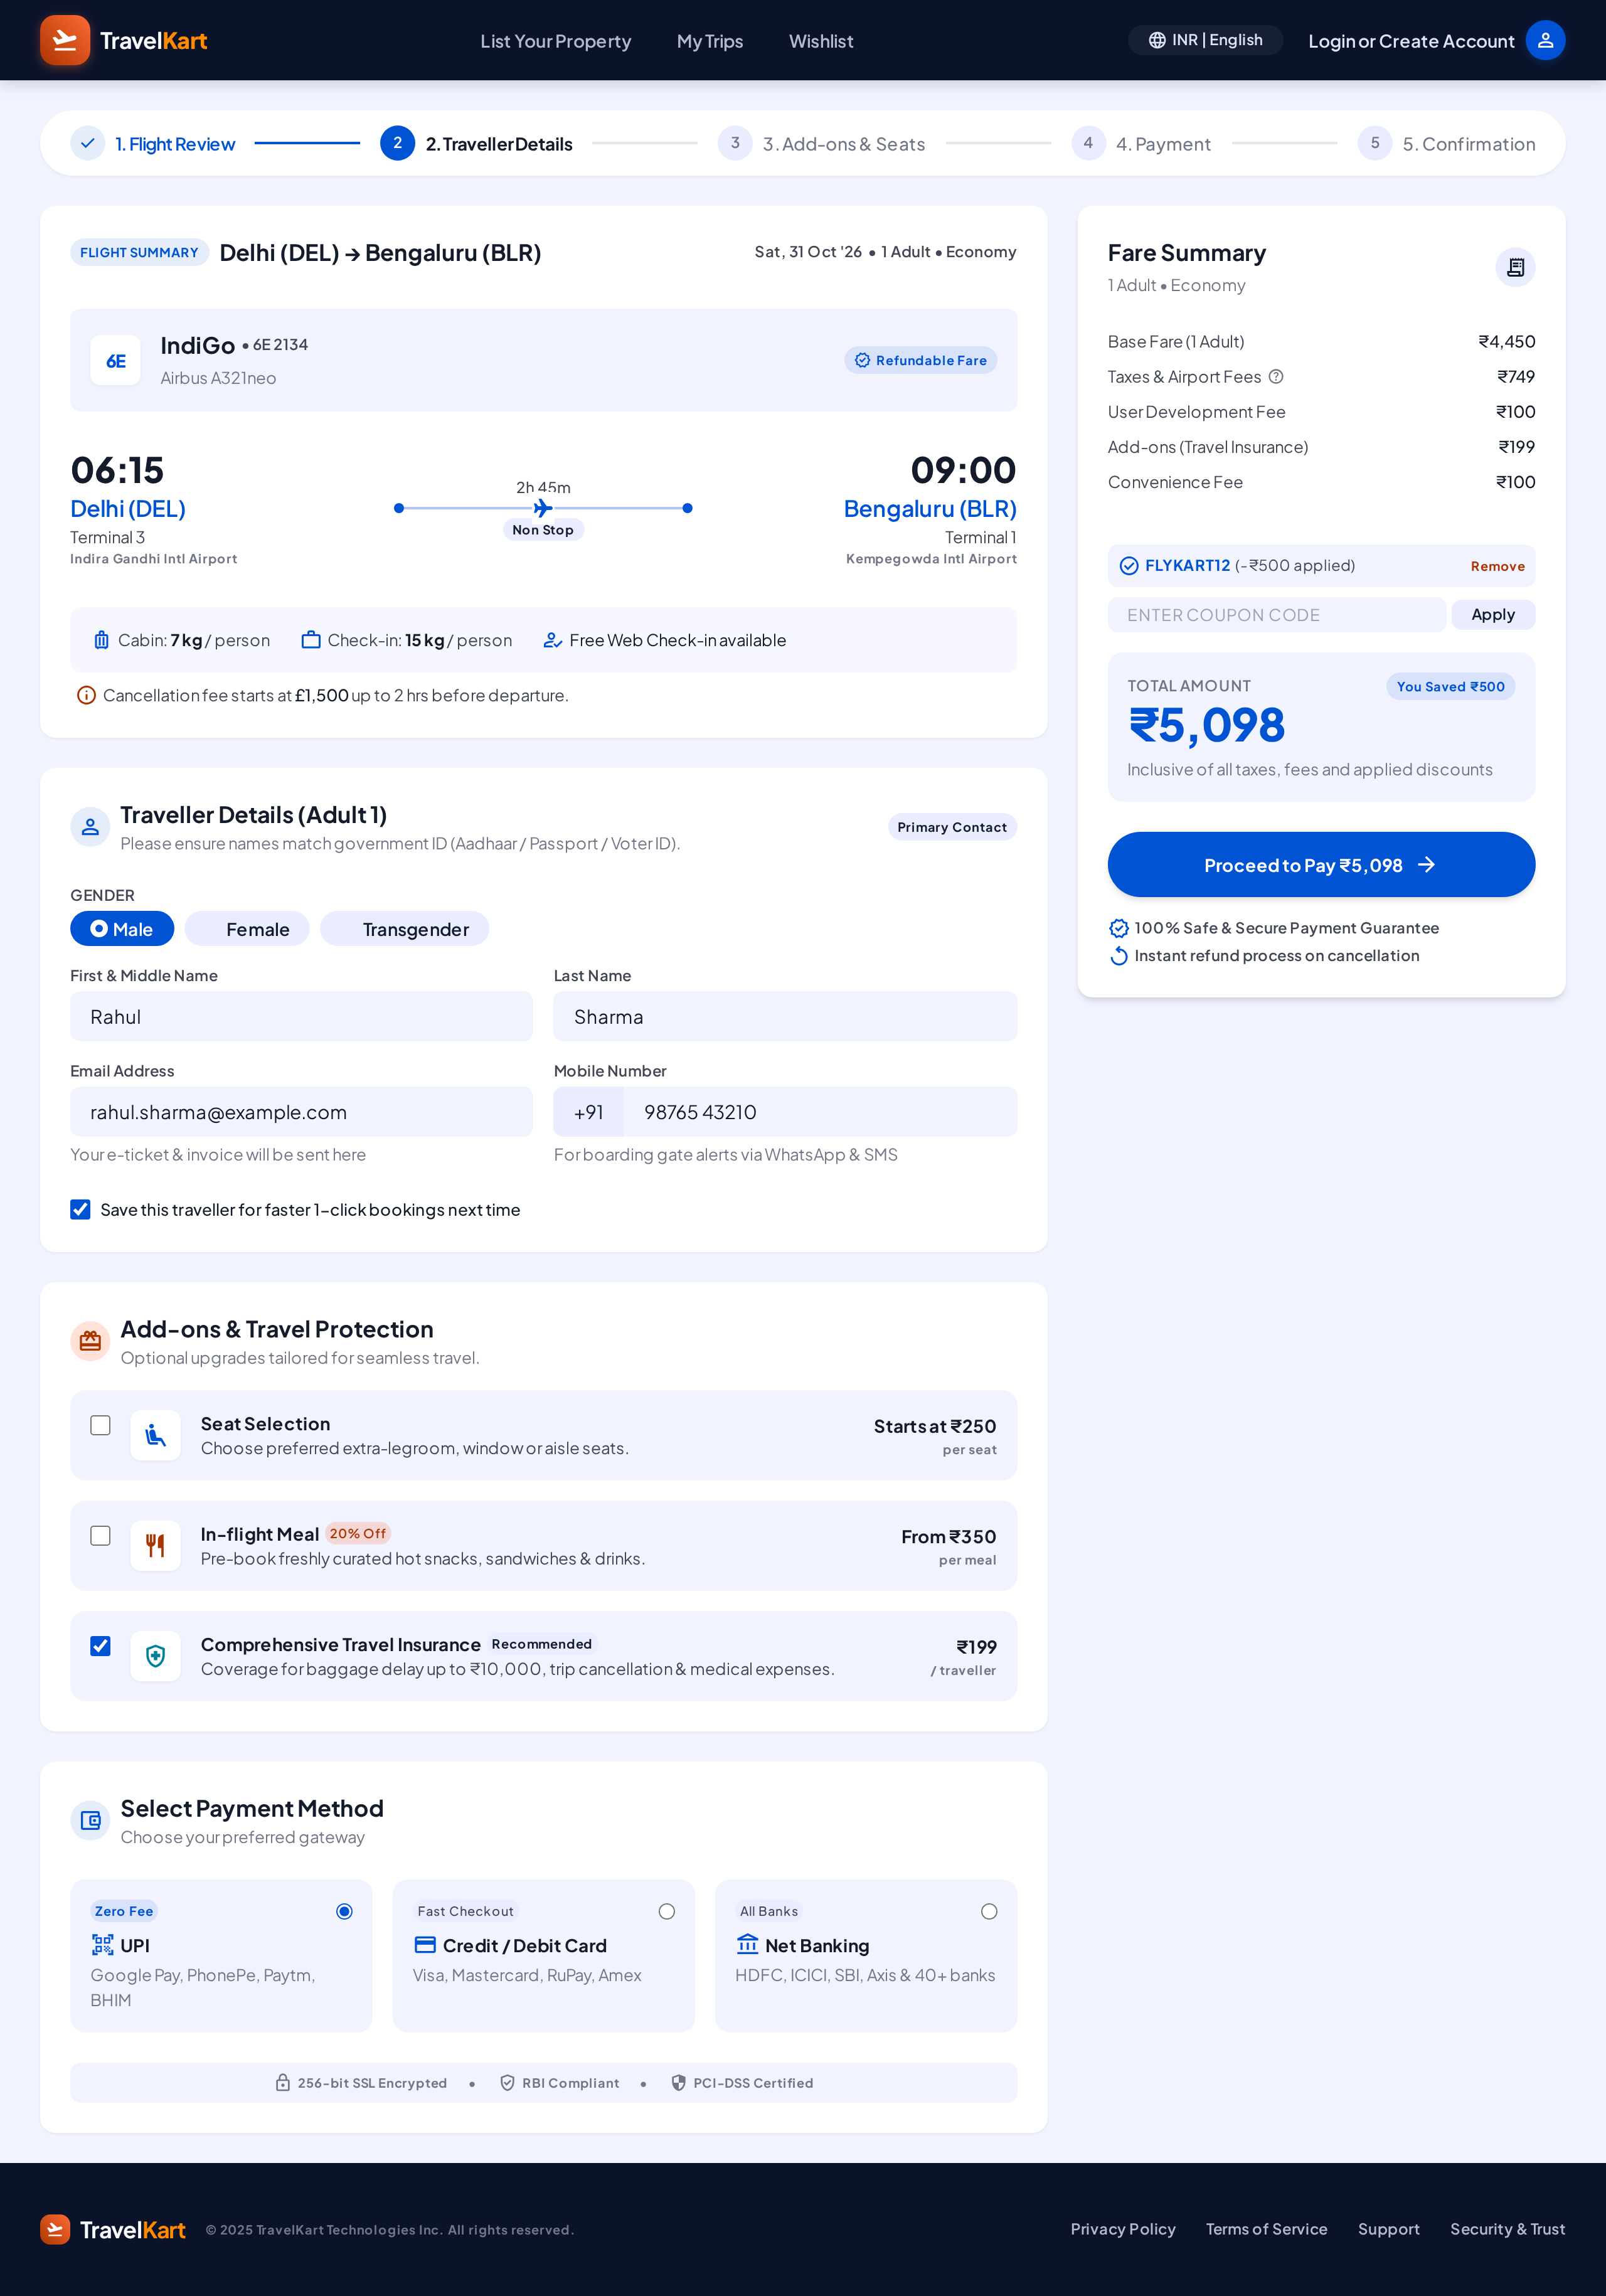 TravelKart
List Your Property
My Trips
Wishlist
INR | English
Login or Create Account
1. Flight Review
2
2. Traveller Details
3
3. Add-ons & Seats
4
4. Payment
5
5. Confirmation
FLIGHT SUMMARY
Delhi (DEL) → Bengaluru (BLR)
Sat, 31 Oct '26 • 1 Adult • Economy
6E
IndiGo • 6E 2134
Airbus A321neo
Refundable Fare
06:15
Delhi (DEL)
Terminal 3
Indira Gandhi Intl Airport
2h 45m
Non Stop
09:00
Bengaluru (BLR)
Terminal 1
Kempegowda Intl Airport
Cabin: 7 kg / person
Check-in: 15 kg / person
Free Web Check-in available
Cancellation fee starts at £1,500 up to 2 hrs before departure.
Traveller Details (Adult 1)
Please ensure names match government ID (Aadhaar / Passport / Voter ID).
Primary Contact
GENDER
Male
Female
Transgender
First & Middle Name
Last Name
Rahul
Sharma
Email Address
Mobile Number
rahul.sharma@example.com
+91
98765 43210
Your e-ticket & invoice will be sent here
For boarding gate alerts via WhatsApp & SMS
Save this traveller for faster 1-click bookings next time
Add-ons & Travel Protection
Optional upgrades tailored for seamless travel.
Seat Selection
Choose preferred extra-legroom, window or aisle seats.
Starts at ₹250
per seat
In-flight Meal
20% Off
Pre-book freshly curated hot snacks, sandwiches & drinks.
From ₹350
per meal
Comprehensive Travel Insurance
Recommended
Coverage for baggage delay up to ₹10,000, trip cancellation & medical expenses.
₹199
/ traveller
Select Payment Method
Choose your preferred gateway
Zero Fee
UPI
Google Pay, PhonePe, Paytm,
BHIM
Fast Checkout
Credit / Debit Card
Visa, Mastercard, RuPay, Amex
All Banks
Net Banking
HDFC, ICICI, SBI, Axis & 40+ banks
256-bit SSL Encrypted • RBI Compliant • PCI-DSS Certified
Fare Summary
1 Adult • Economy
Base Fare (1 Adult)
₹4,450
Taxes & Airport Fees
₹749
User Development Fee
₹100
Add-ons (Travel Insurance)
₹199
Convenience Fee
₹100
FLYKART12 (-₹500 applied)
Remove
ENTER COUPON CODE
Apply
TOTAL AMOUNT
You Saved ₹500
₹5,098
Inclusive of all taxes, fees and applied discounts
Proceed to Pay ₹5,098
100% Safe & Secure Payment Guarantee
Instant refund process on cancellation
TravelKart
© 2025 TravelKart Technologies Inc. All rights reserved.
Privacy Policy
Terms of Service
Support
Security & Trust